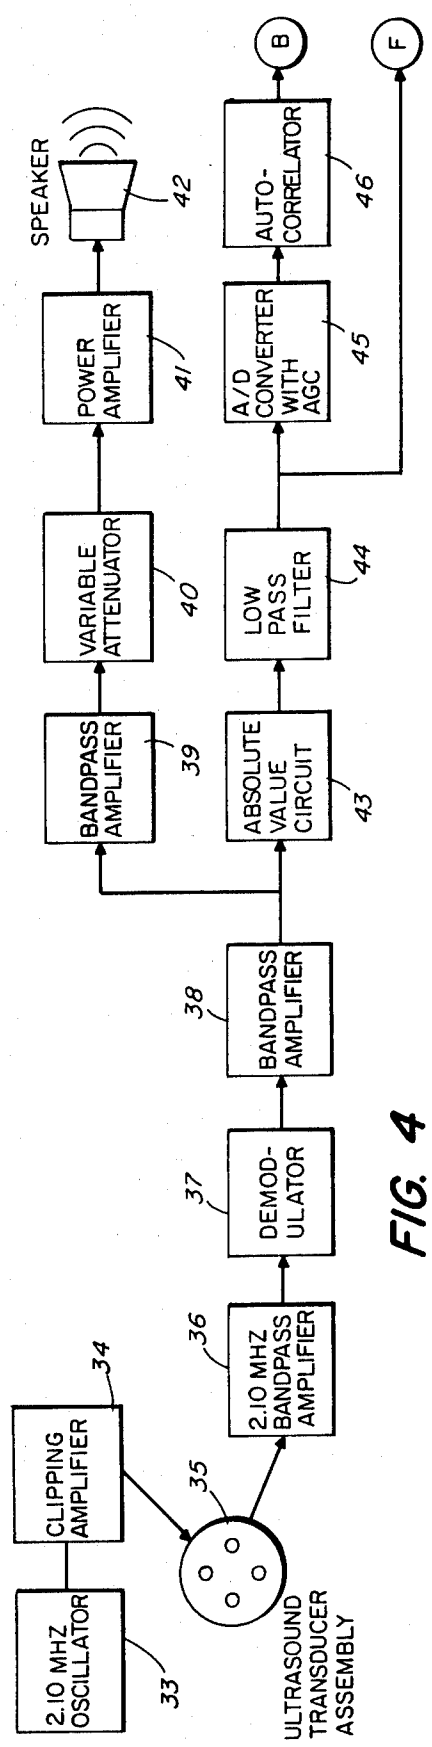 2.10 MHZ
OSCILLATOR
33
CLIPPING
AMPLIFIER
34
35
ULTRASOUND
TRANSDUCER
ASSEMBLY
2.10 MHZ
BANDPASS
AMPLIFIER
36
DEMOD-
ULATOR
37
BANDPASS
AMPLIFIER
38
BANDPASS
AMPLIFIER
39
VARIABLE
ATTENUATOR
40
POWER
AMPLIFIER
41
SPEAKER
42
ABSOLUTE
VALUE
CIRCUIT
43
LOW
PASS
FILTER
44
A/D
CONVERTER
WITH
AGC
45
AUTO-
CORRELATOR
46
B
F
FIG. 4